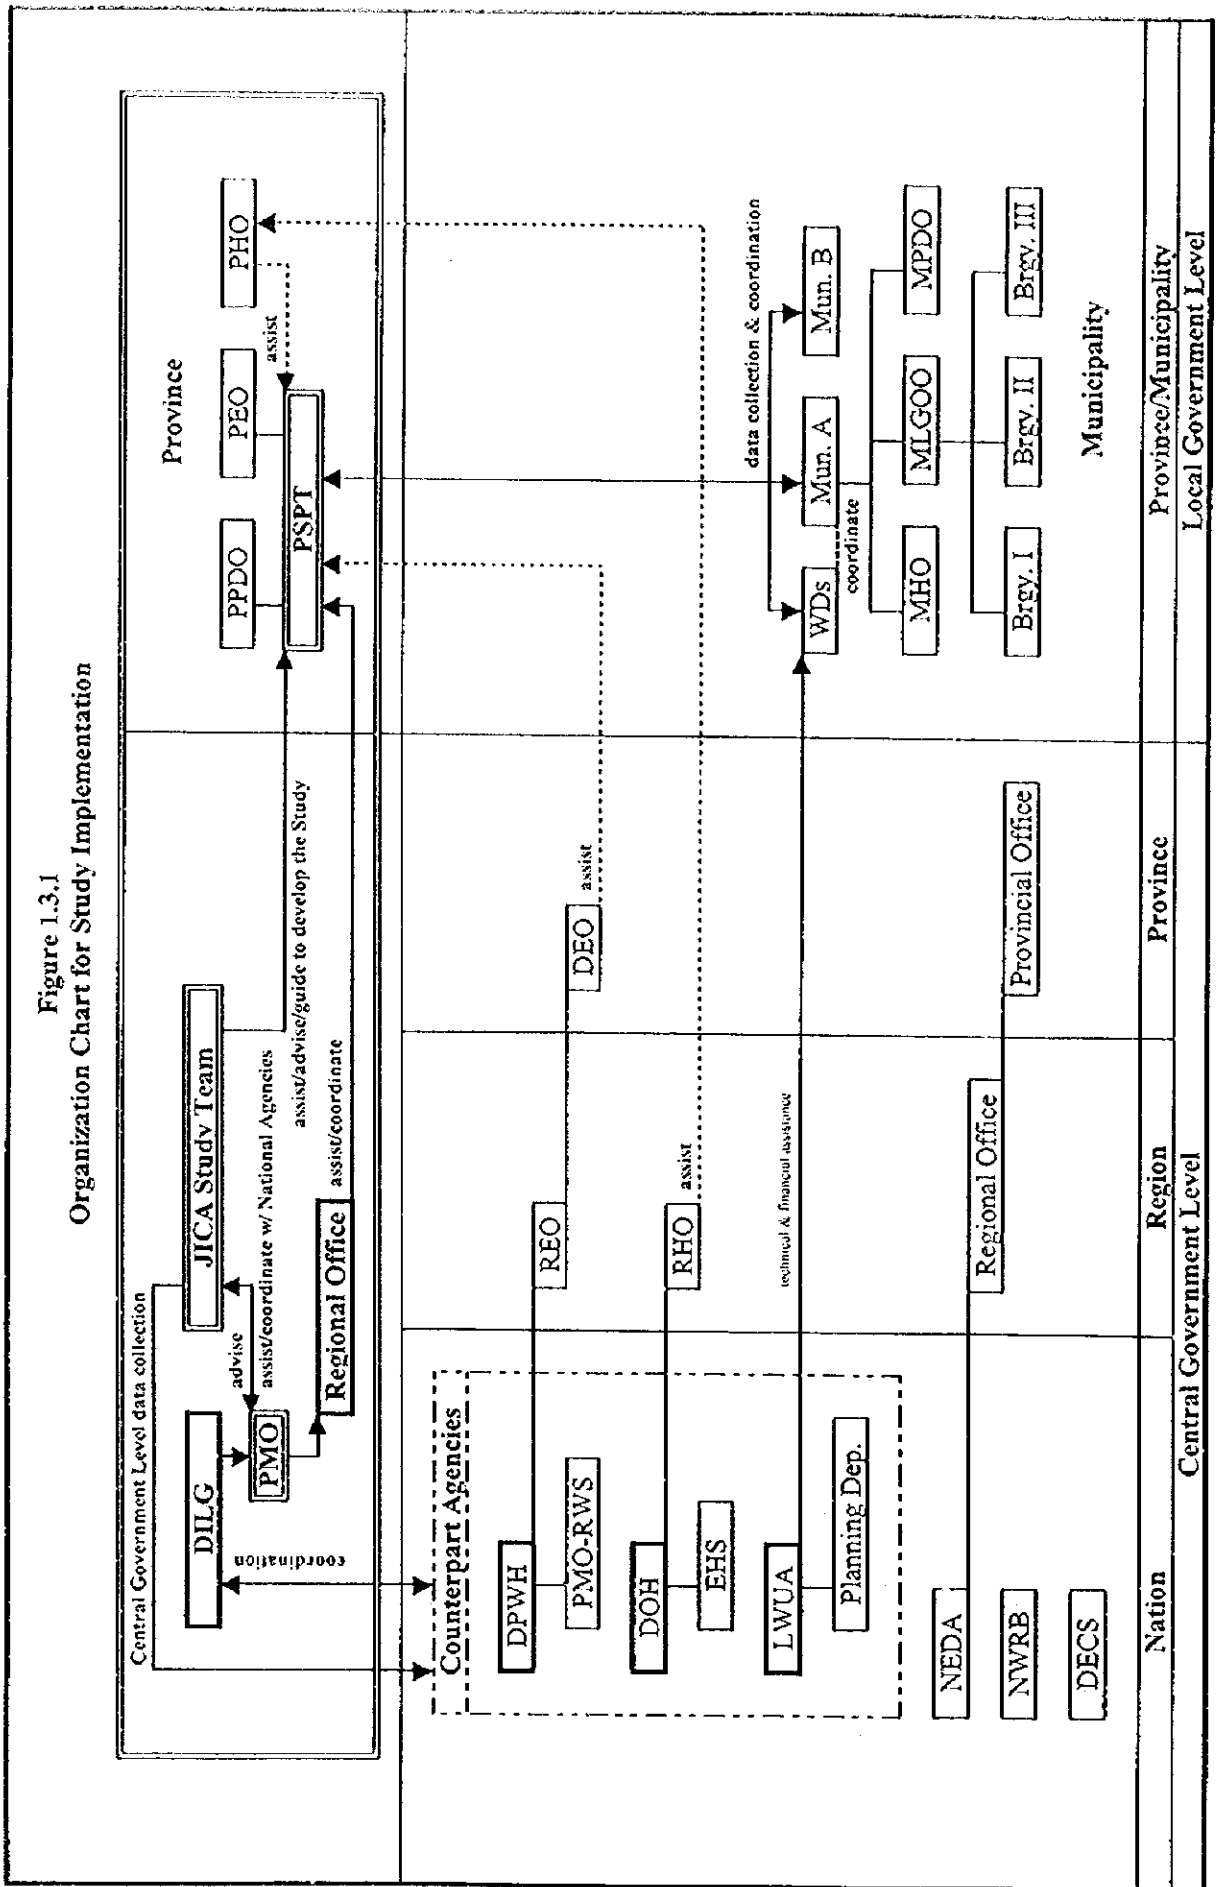 Figure 1.3.1
Organization Chart for Study Implementation
Central Government Level data collection
DILG
JICA Study Team
coordination
advise
assist/coordinate w/ National Agencies
PMO
Regional Office
assist/coordinate
assist/advise/guide to develop the Study
Province
PPDO
PEO
PHO
assist
PSPT
Counterpart Agencies
DPWH
REO
PMO-RWS
DEO
assist
DOH
RHO
assist
EHS
LWUA
technical & financial assistance
Planning Dep.
data collection & coordination
WDs
Mun. A
Mun. B
coordinate
MHO
MLGOO
MPDO
Brgy. I
Brgy. II
Brgy. III
Municipality
NEDA
Regional Office
NWRB
Provincial Office
DECS
Nation
Region
Province
Province/Municipality
Central Government Level
Local Government Level